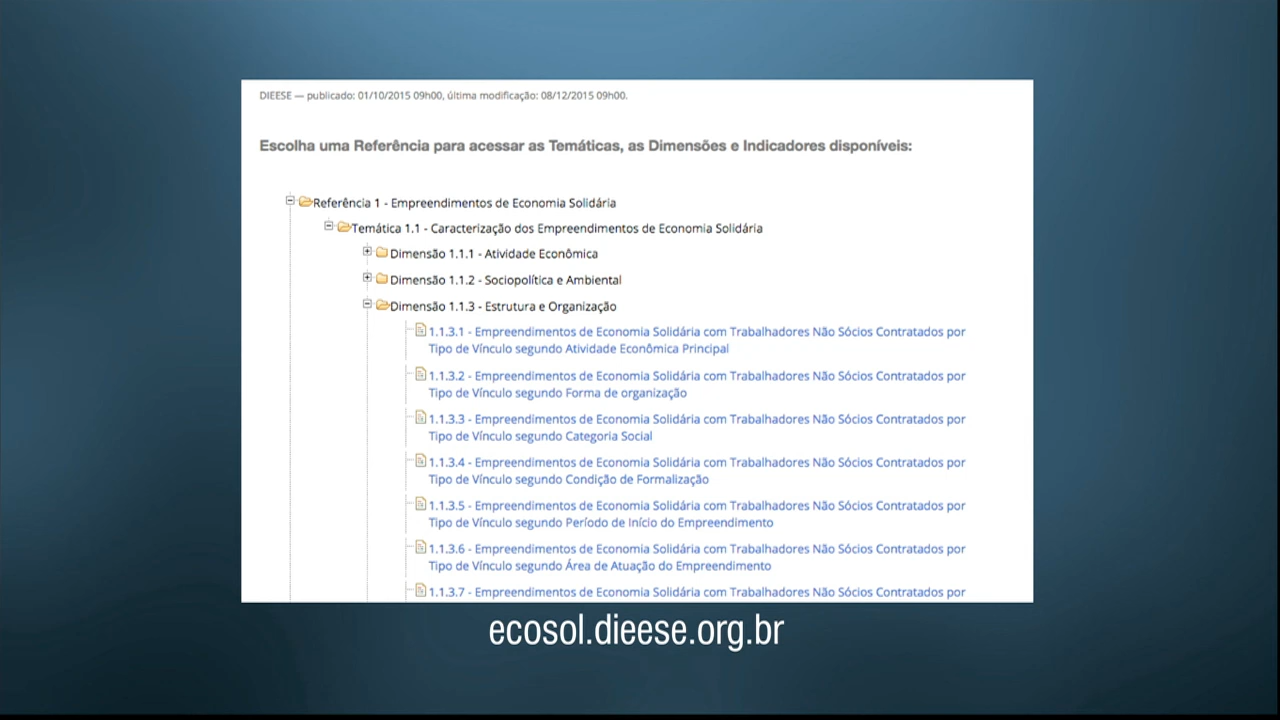 DIEESE — publicado: 01/10/2015 09h00, última modificação: 08/12/2015 09h00.
Escolha uma Referência para acessar as Temáticas, as Dimensões e Indicadores disponíveis:
Referência 1 - Empreendimentos de Economia Solidária
Temática 1.1 - Caracterização dos Empreendimentos de Economia Solidária
Dimensão 1.1.1 - Atividade Econômica
Dimensão 1.1.2 - Sociopolítica e Ambiental
Dimensão 1.1.3 - Estrutura e Organização
1.1.3.1 - Empreendimentos de Economia Solidária com Trabalhadores Não Sócios Contratados por
Tipo de Vínculo segundo Atividade Econômica Principal
1.1.3.2 - Empreendimentos de Economia Solidária com Trabalhadores Não Sócios Contratados por
Tipo de Vínculo segundo Forma de organização
1.1.3.3 - Empreendimentos de Economia Solidária com Trabalhadores Não Sócios Contratados por
Tipo de Vínculo segundo Categoria Social
1.1.3.4 - Empreendimentos de Economia Solidária com Trabalhadores Não Sócios Contratados por
Tipo de Vínculo segundo Condição de Formalização
1.1.3.5 - Empreendimentos de Economia Solidária com Trabalhadores Não Sócios Contratados por
Tipo de Vínculo segundo Período de Início do Empreendimento
1.1.3.6 - Empreendimentos de Economia Solidária com Trabalhadores Não Sócios Contratados por
Tipo de Vínculo segundo Área de Atuação do Empreendimento
1.1.3.7 - Empreendimentos de Economia Solidária com Trabalhadores Não Sócios Contratados por
ecosol.dieese.org.br